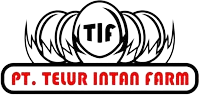 TIF
PT. TELUR INTAN FARM